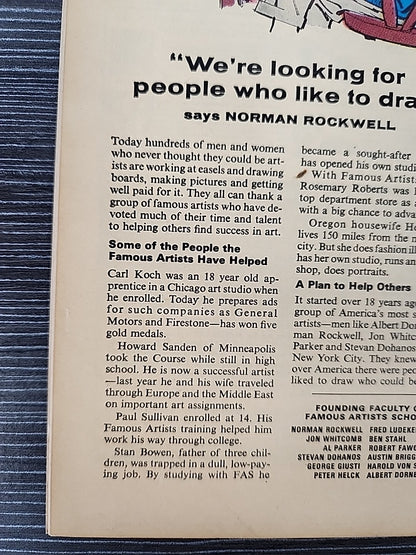 "We're looking for
people who like to dra
says NORMAN ROCKWELL
Today hundreds of men and women
who never thought they could be art-
ists are working at easels and drawing
boards, making pictures and getting
well paid for it. They all can thank a
group of famous artists who have de-
voted much of their time and talent
to helping others find success in art.
Some of the People the
Famous Artists Have Helped
Carl Koch was an 18 year old ap-
prentice in a Chicago art studio when
he enrolled. Today he prepares ads
for such companies as General
Motors and Firestone—has won five
gold medals.
Howard Sanden of Minneapolis
took the Course while still in high
school. He is now a successful artist
—last year he and his wife traveled
through Europe and the Middle East
on important art assignments.
Paul Sullivan enrolled at 14. His
Famous Artists training helped him
work his way through college.
Stan Bowen, father of three chil-
dren, was trapped in a dull, low-pay-
ing job. By studying with FAS he
became a sought-after
has opened his own studi
With Famous Artist
Rosemary Roberts was
top department store as
with a big chance to adva
Oregon housewife He
lives 150 miles from the n
city. But she does fashion ill
has her own studio, runs an
shop, does portraits.
A Plan to Help Others
It started over 18 years ag
group of America's most s
artists—men like Albert Do
man Rockwell, Jon Whitc
Parker and Stevan Dohanos
New York City. They knew
over America there were peo
liked to draw who could b
FOUNDING FACULTY
FAMOUS ARTISTS SCHO
NORMAN ROCKWELL FRED LUDEKE
JON WHITCOMB BEN STAHL
AL PARKER ROBERT FAWC
STEVAN DOHANOS AUSTIN BRIGG
GEORGE GIUSTI HAROLD VON S
PETER HELCK ALBERT DORNE